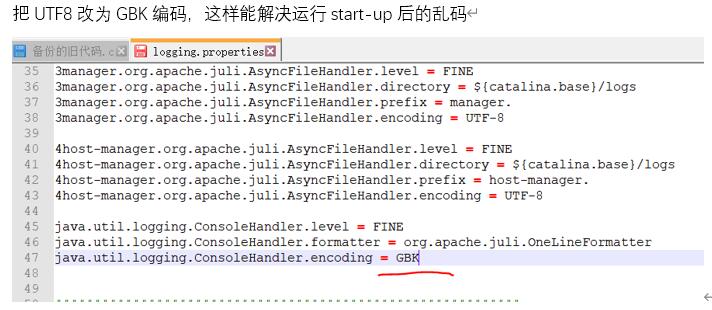 把 UTF8 改为 GBK 编码，这样能解决运行 start-up 后的乱码↵
备份的旧代码.c logging.properties
35 3manager.org.apache.juli.AsyncFileHandler.level = FINE
36 3manager.org.apache.juli.AsyncFileHandler.directory = ${catalina.base}/logs
37 3manager.org.apache.juli.AsyncFileHandler.prefix = manager.
38 3manager.org.apache.juli.AsyncFileHandler.encoding = UTF-8
39
40 4host-manager.org.apache.juli.AsyncFileHandler.level = FINE
41 4host-manager.org.apache.juli.AsyncFileHandler.directory = ${catalina.base}/logs
42 4host-manager.org.apache.juli.AsyncFileHandler.prefix = host-manager.
43 4host-manager.org.apache.juli.AsyncFileHandler.encoding = UTF-8
44
45 java.util.logging.ConsoleHandler.level = FINE
46 java.util.logging.ConsoleHandler.formatter = org.apache.juli.OneLineFormatter
47 java.util.logging.ConsoleHandler.encoding = GBK
48
49